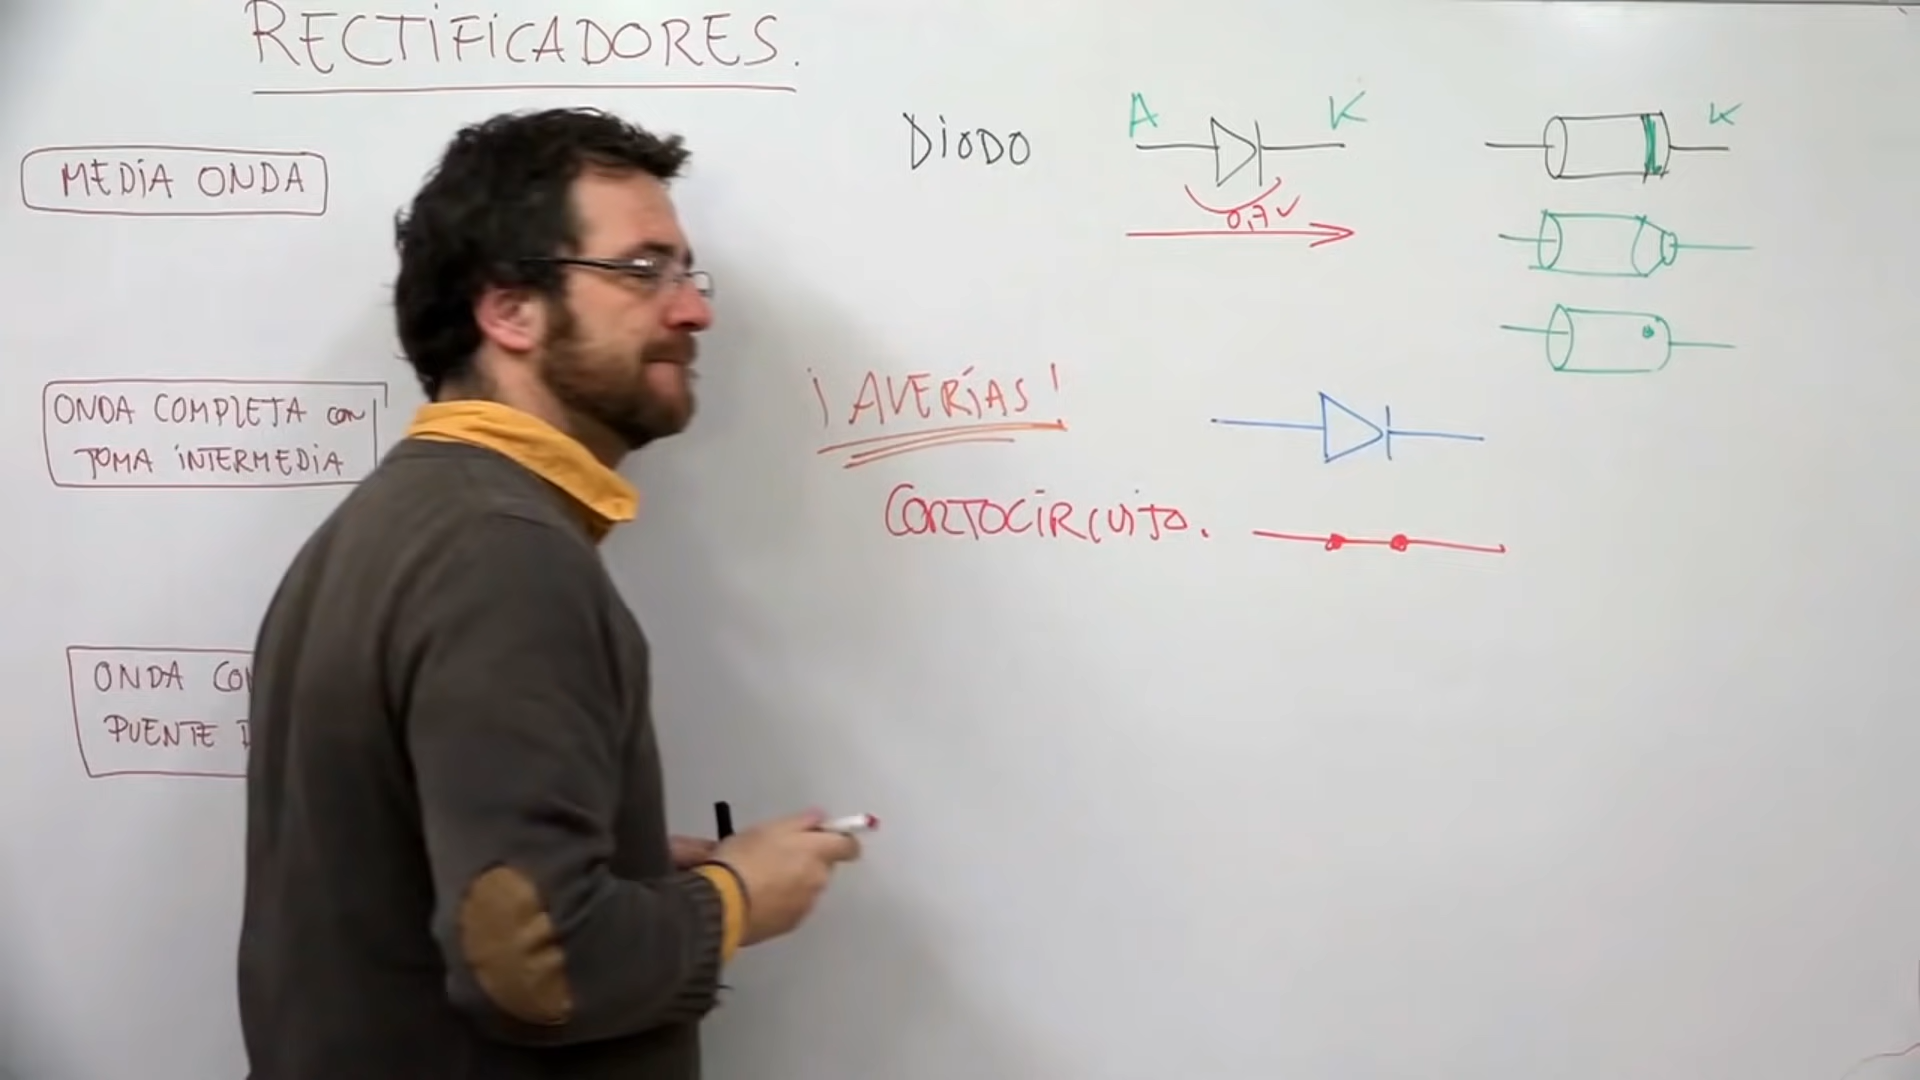 RECTIFICADORES.
MEDIA ONDA
ONDA COMPLETA CON
TOMA INTERMEDIA
ONDA
PUENTE
DIODO
A K
0,7V
K
¡AVERÍAS!
CORTOCIRCUITO.